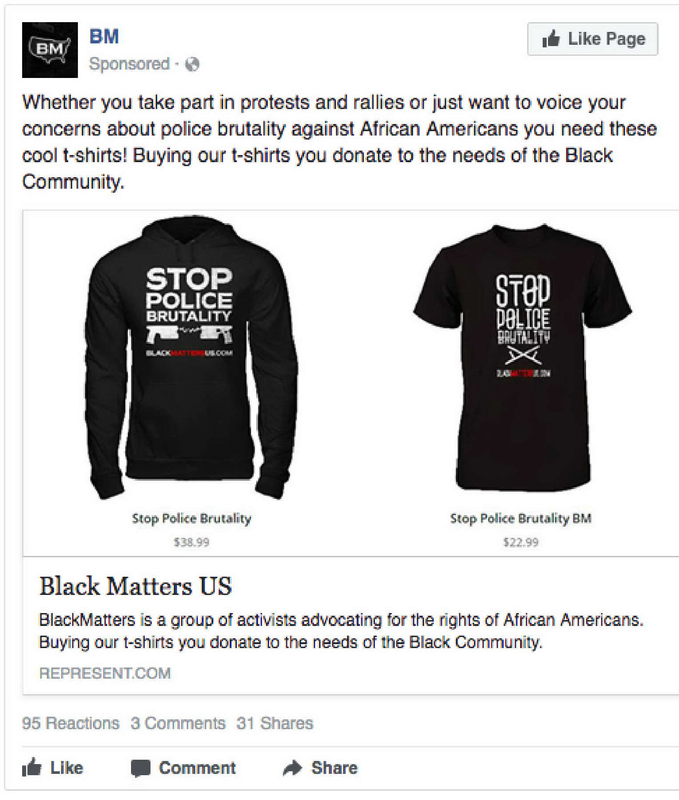 BM
BM
Sponsored ·
Like Page
Whether you take part in protests and rallies or just want to voice your
concerns about police brutality against African Americans you need these
cool t-shirts! Buying our t-shirts you donate to the needs of the Black
Community.
STOP
POLICE
BRUTALITY
BLACKMATTERSUS.COM
STOP
POLICE
BRUTALITY
BLACKMATTERSUS.COM
Stop Police Brutality
$38.99
Stop Police Brutality BM
$22.99
Black Matters US
BlackMatters is a group of activists advocating for the rights of African Americans.
Buying our t-shirts you donate to the needs of the Black Community.
REPRESENT.COM
95 Reactions 3 Comments 31 Shares
Like Comment Share